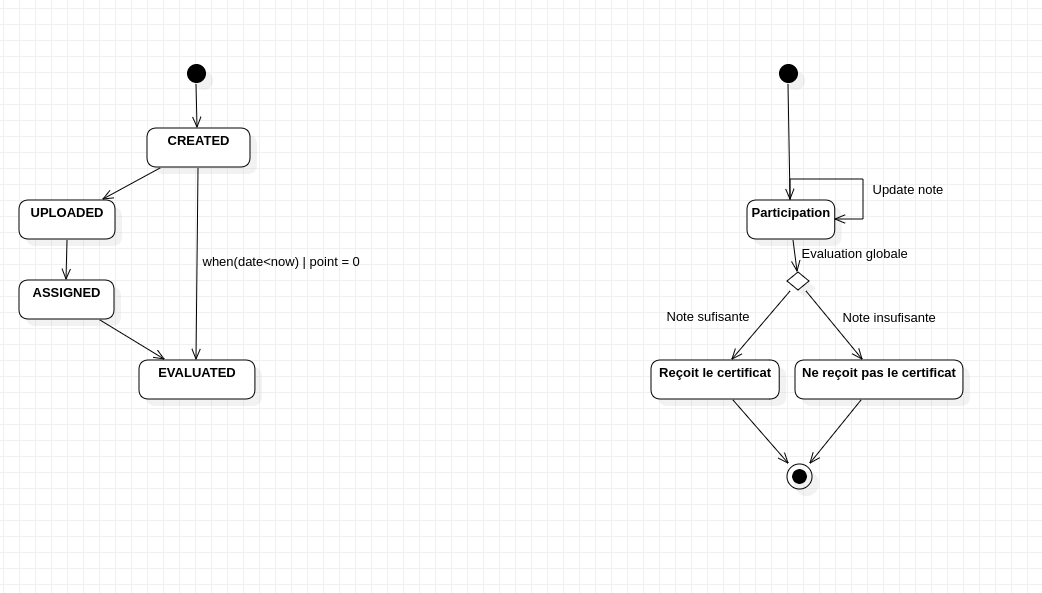 CREATED
UPLOADED
when(date<now) | point = 0
ASSIGNED
EVALUATED
Update note
Participation
Evaluation globale
Note sufisante
Note insufisante
Reçoit le certificat
Ne reçoit pas le certificat